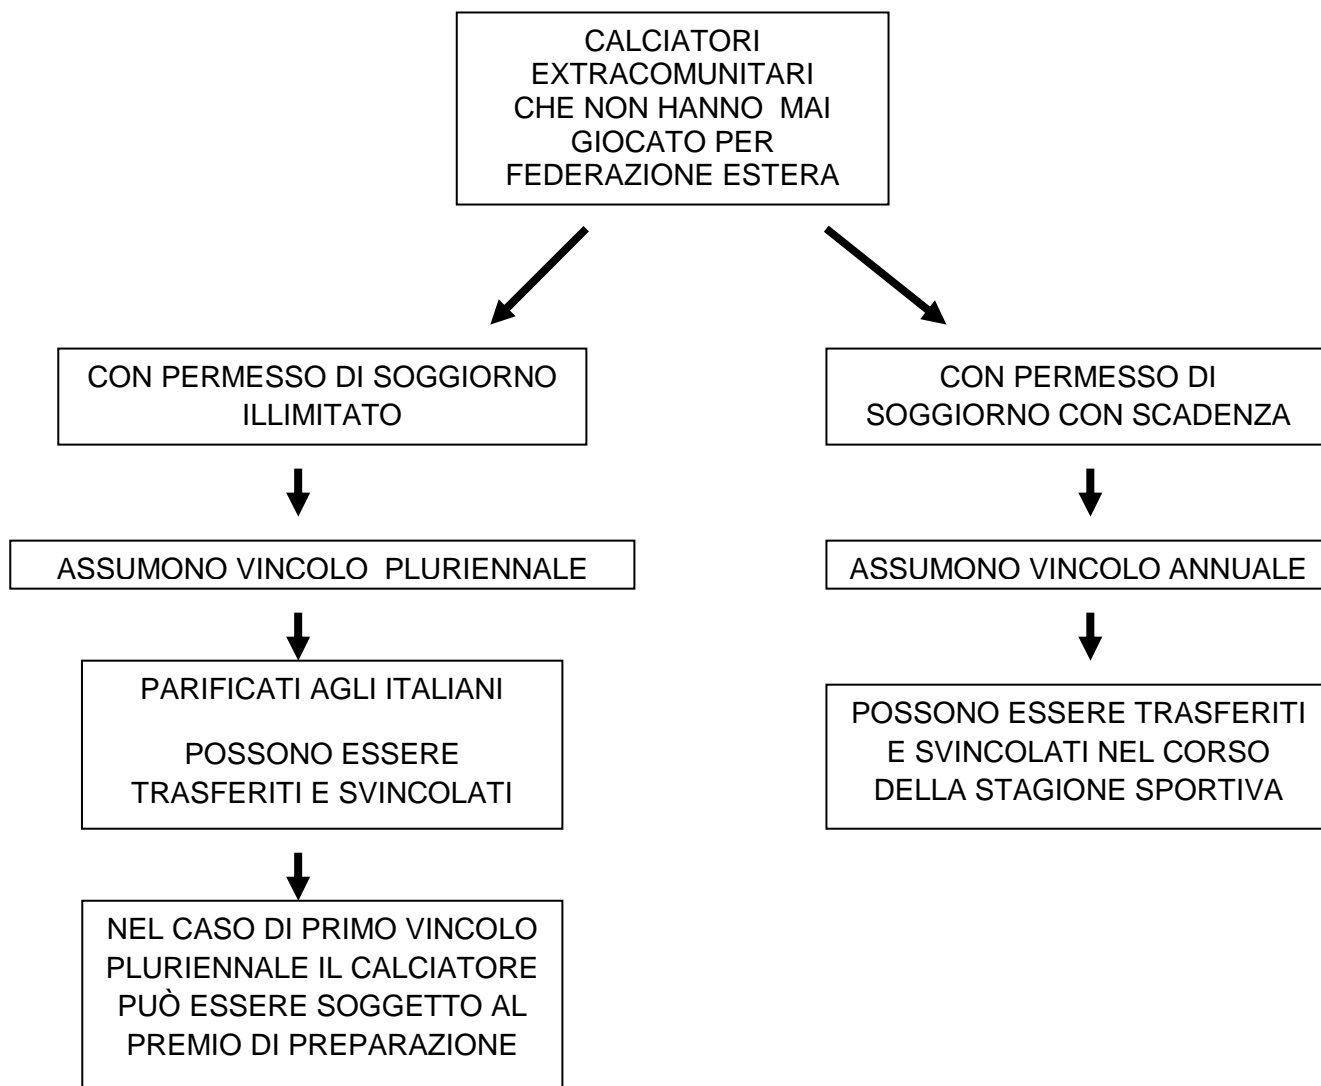 CALCIATORI
EXTRACOMUNITARI
CHE NON HANNO MAI
GIOCATO PER
FEDERAZIONE ESTERA
CON PERMESSO DI SOGGIORNO
ILLIMITATO
CON PERMESSO DI
SOGGIORNO CON SCADENZA
ASSUMONO VINCOLO PLURIENNALE
ASSUMONO VINCOLO ANNUALE
PARIFICATI AGLI ITALIANI
POSSONO ESSERE
TRASFERITI E SVINCOLATI
POSSONO ESSERE TRASFERITI
E SVINCOLATI NEL CORSO
DELLA STAGIONE SPORTIVA
NEL CASO DI PRIMO VINCOLO
PLURIENNALE IL CALCIATORE
PUÒ ESSERE SOGGETTO AL
PREMIO DI PREPARAZIONE